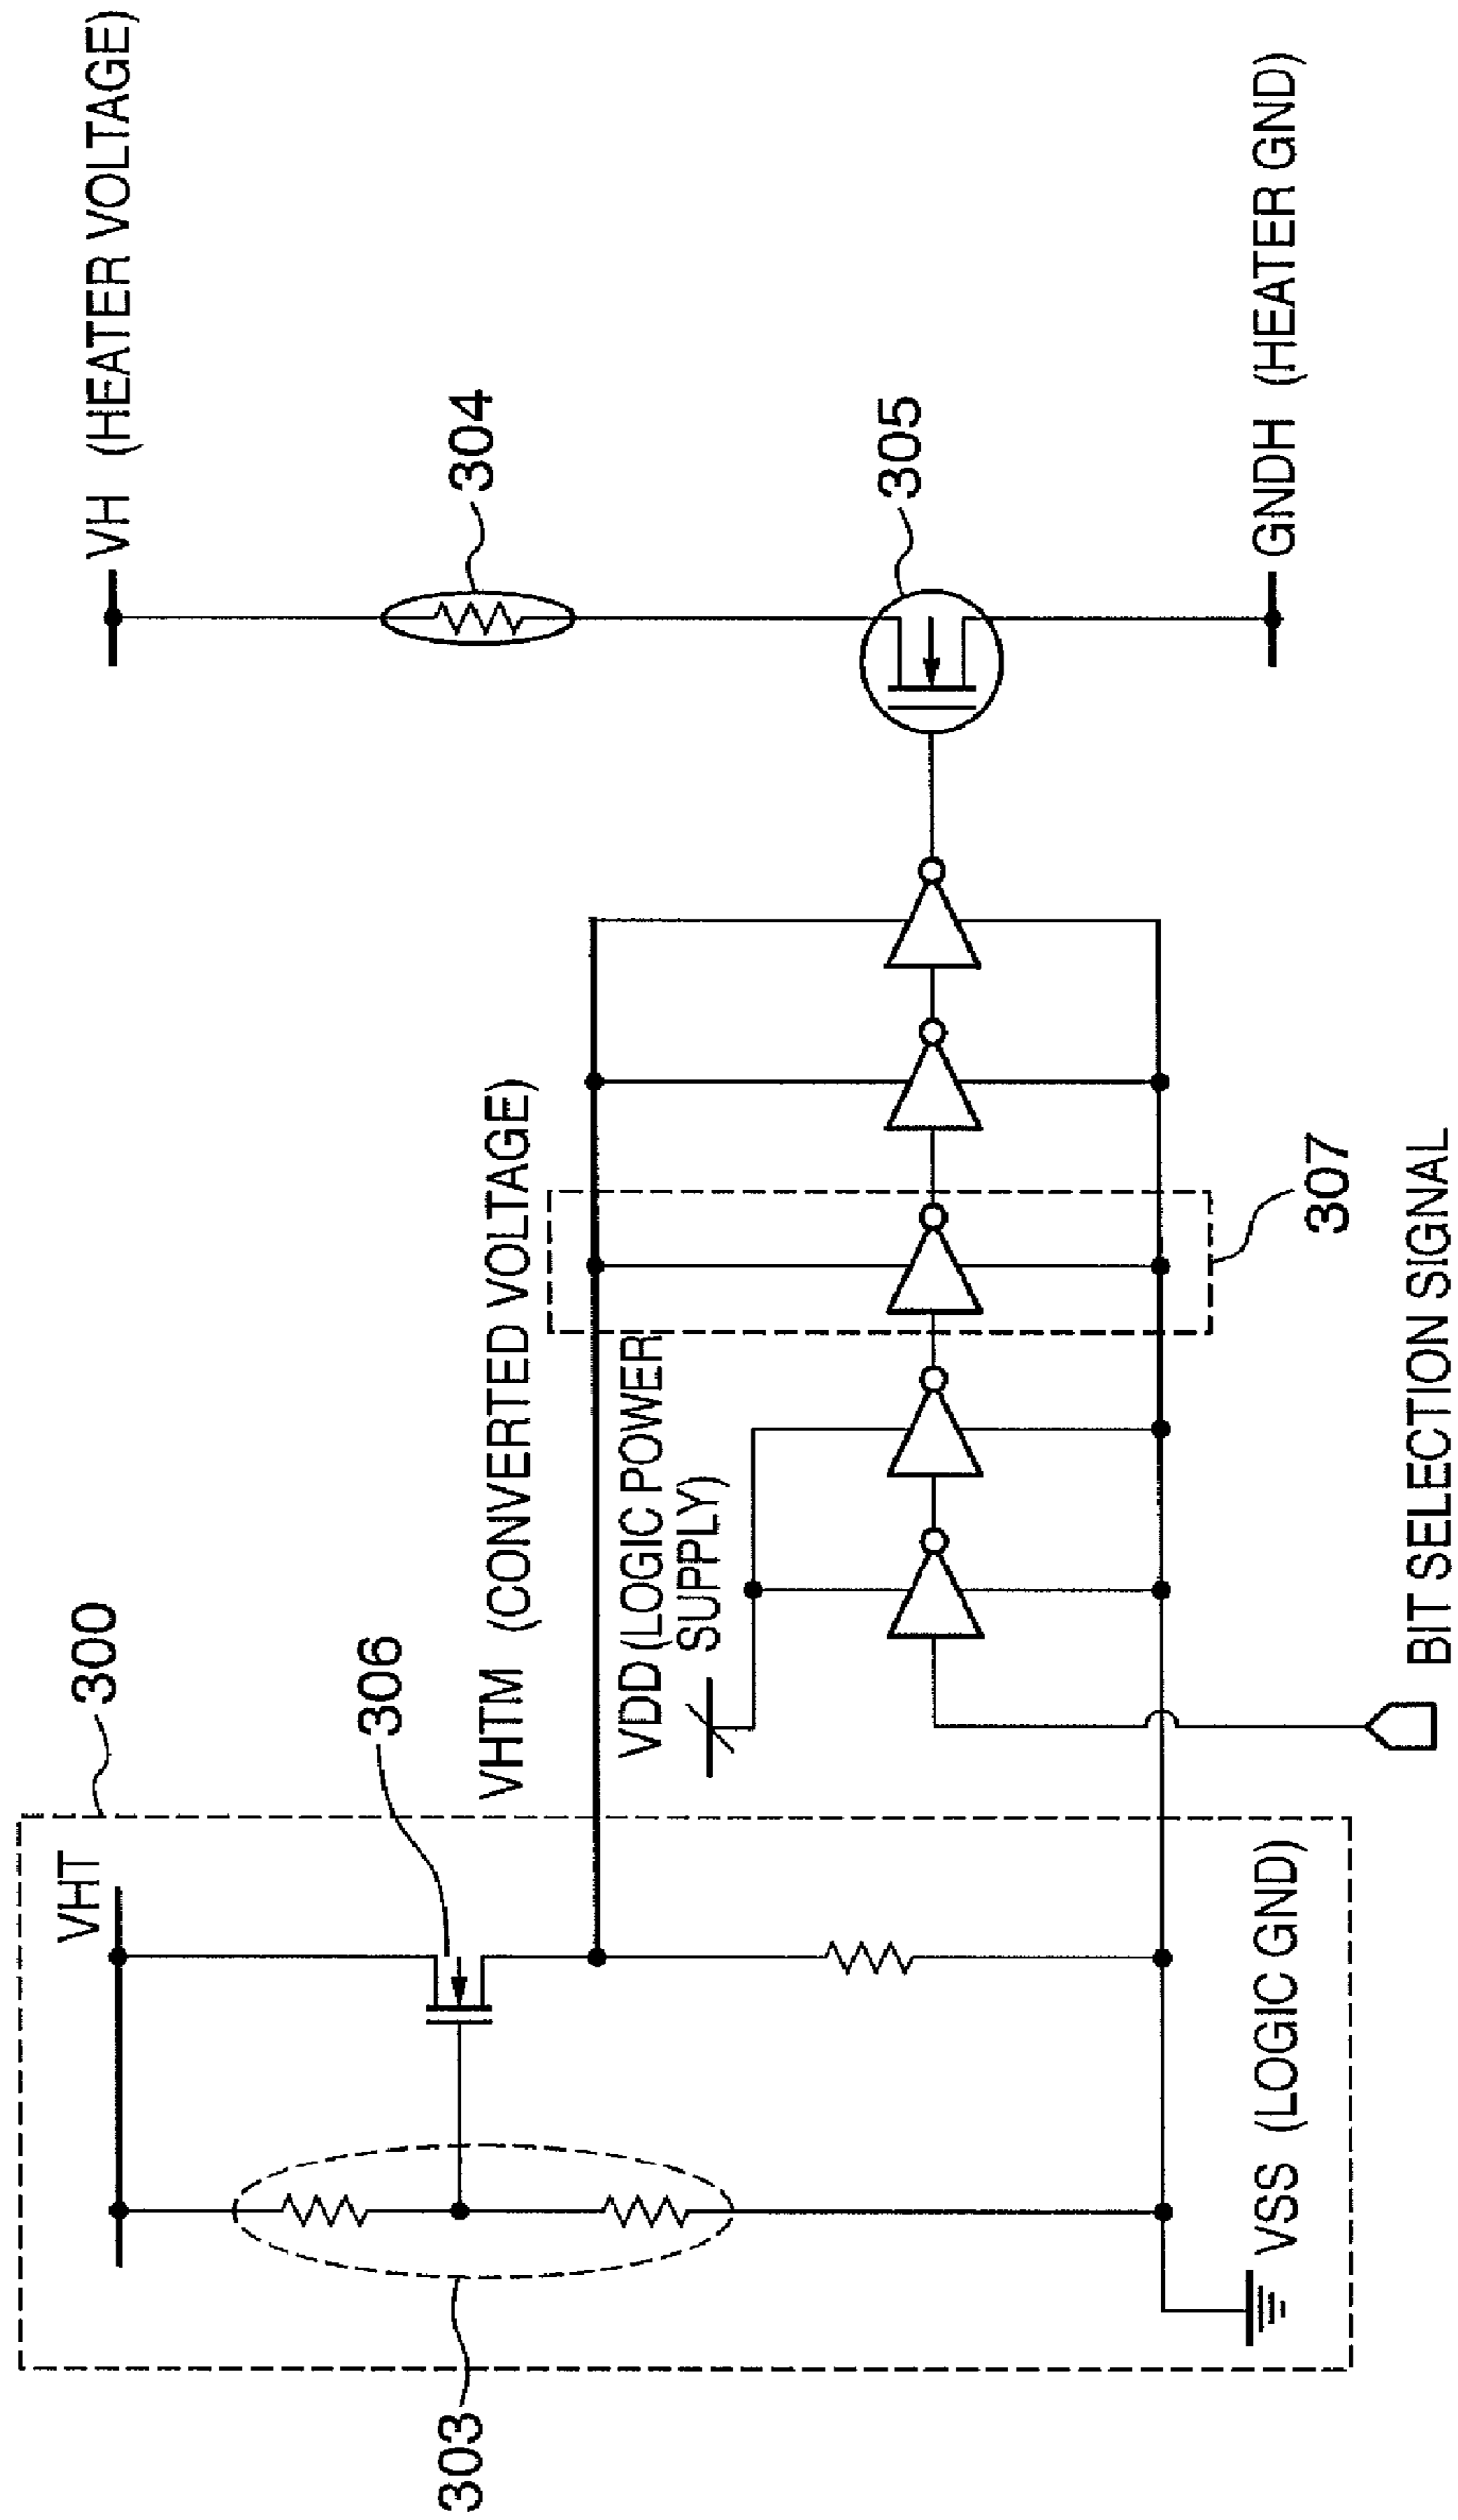 VH (HEATER VOLTAGE)
304
305
GNDH (HEATER GND)
VHTM (CONVERTED VOLTAGE)
VDD (LOGIC POWER
SUPPLY)
307
BIT SELECTION SIGNAL
300
306
VHT
VSS (LOGIC GND)
303